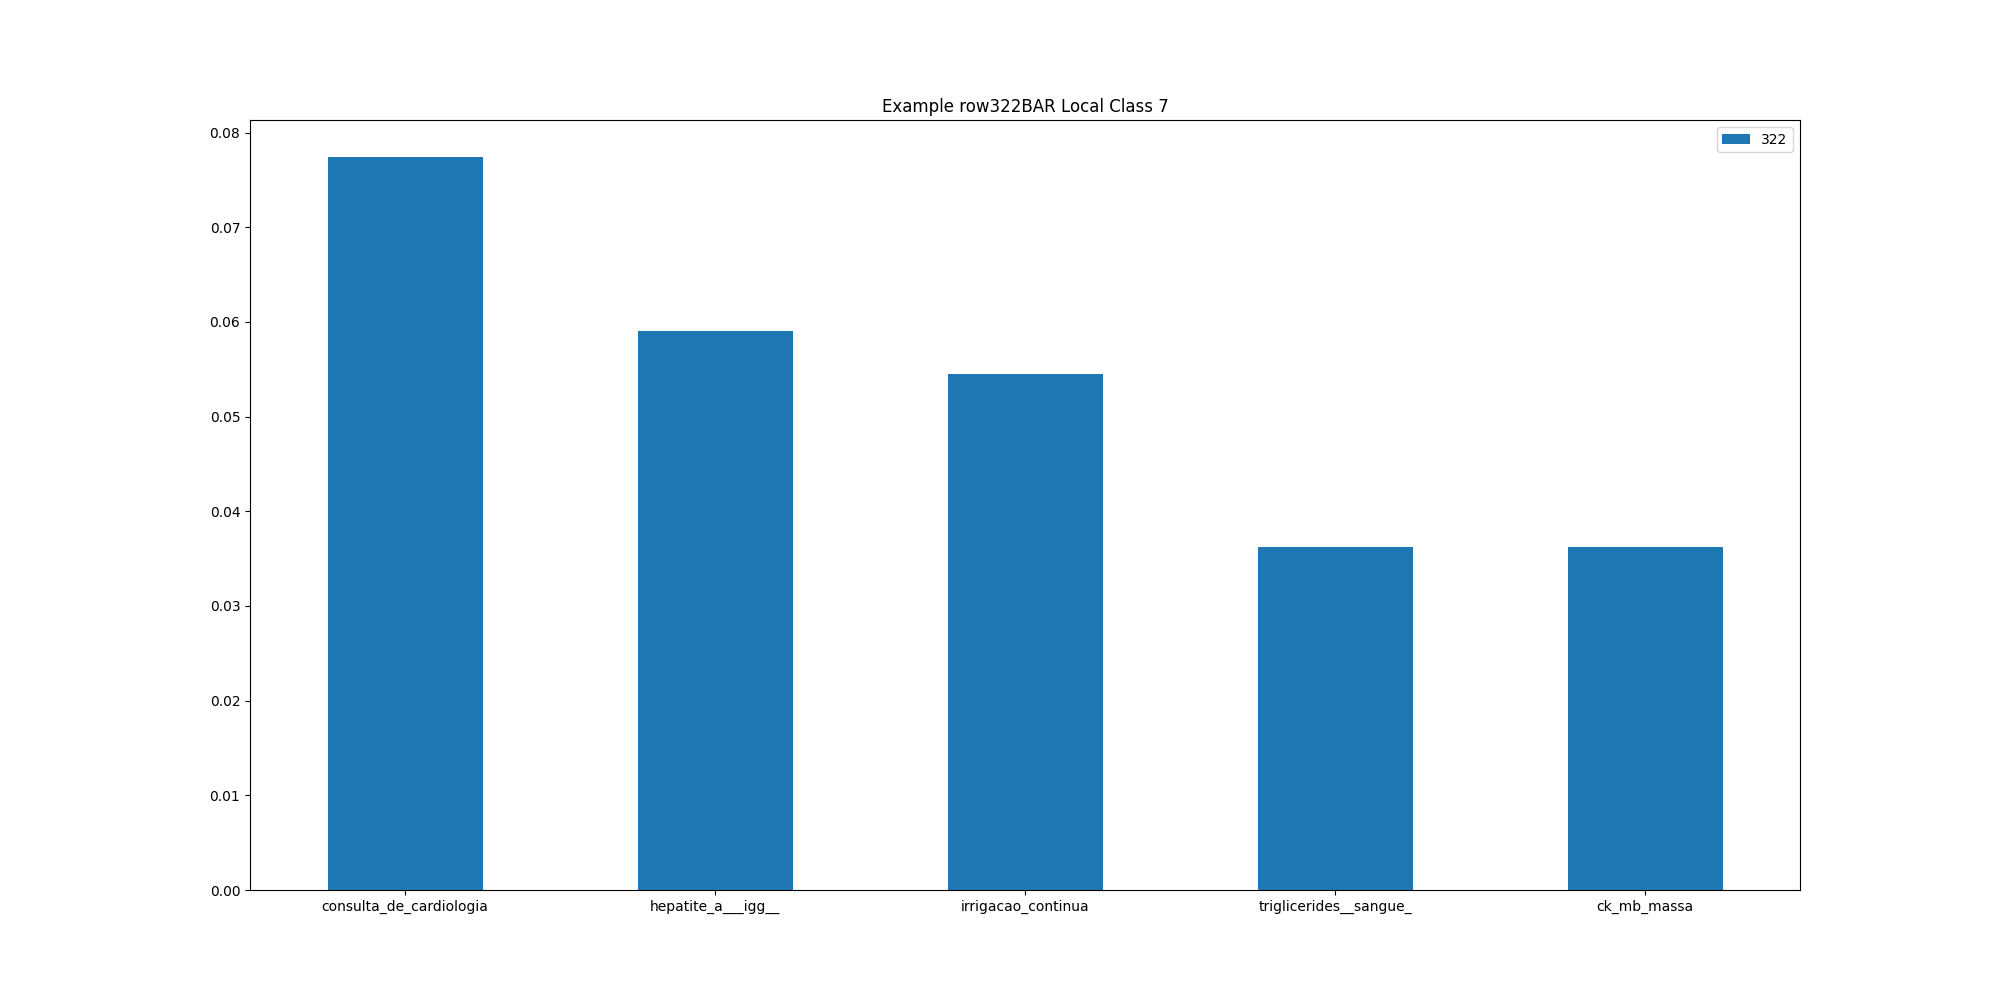 Example row322BAR Local Class 7
322
0.08
0.07
0.06
0.05
0.04
0.03
0.02
0.01
0.00
consulta_de_cardiologia
hepatite_a___igg__
irrigacao_continua
triglicerides__sangue_
ck_mb_massa